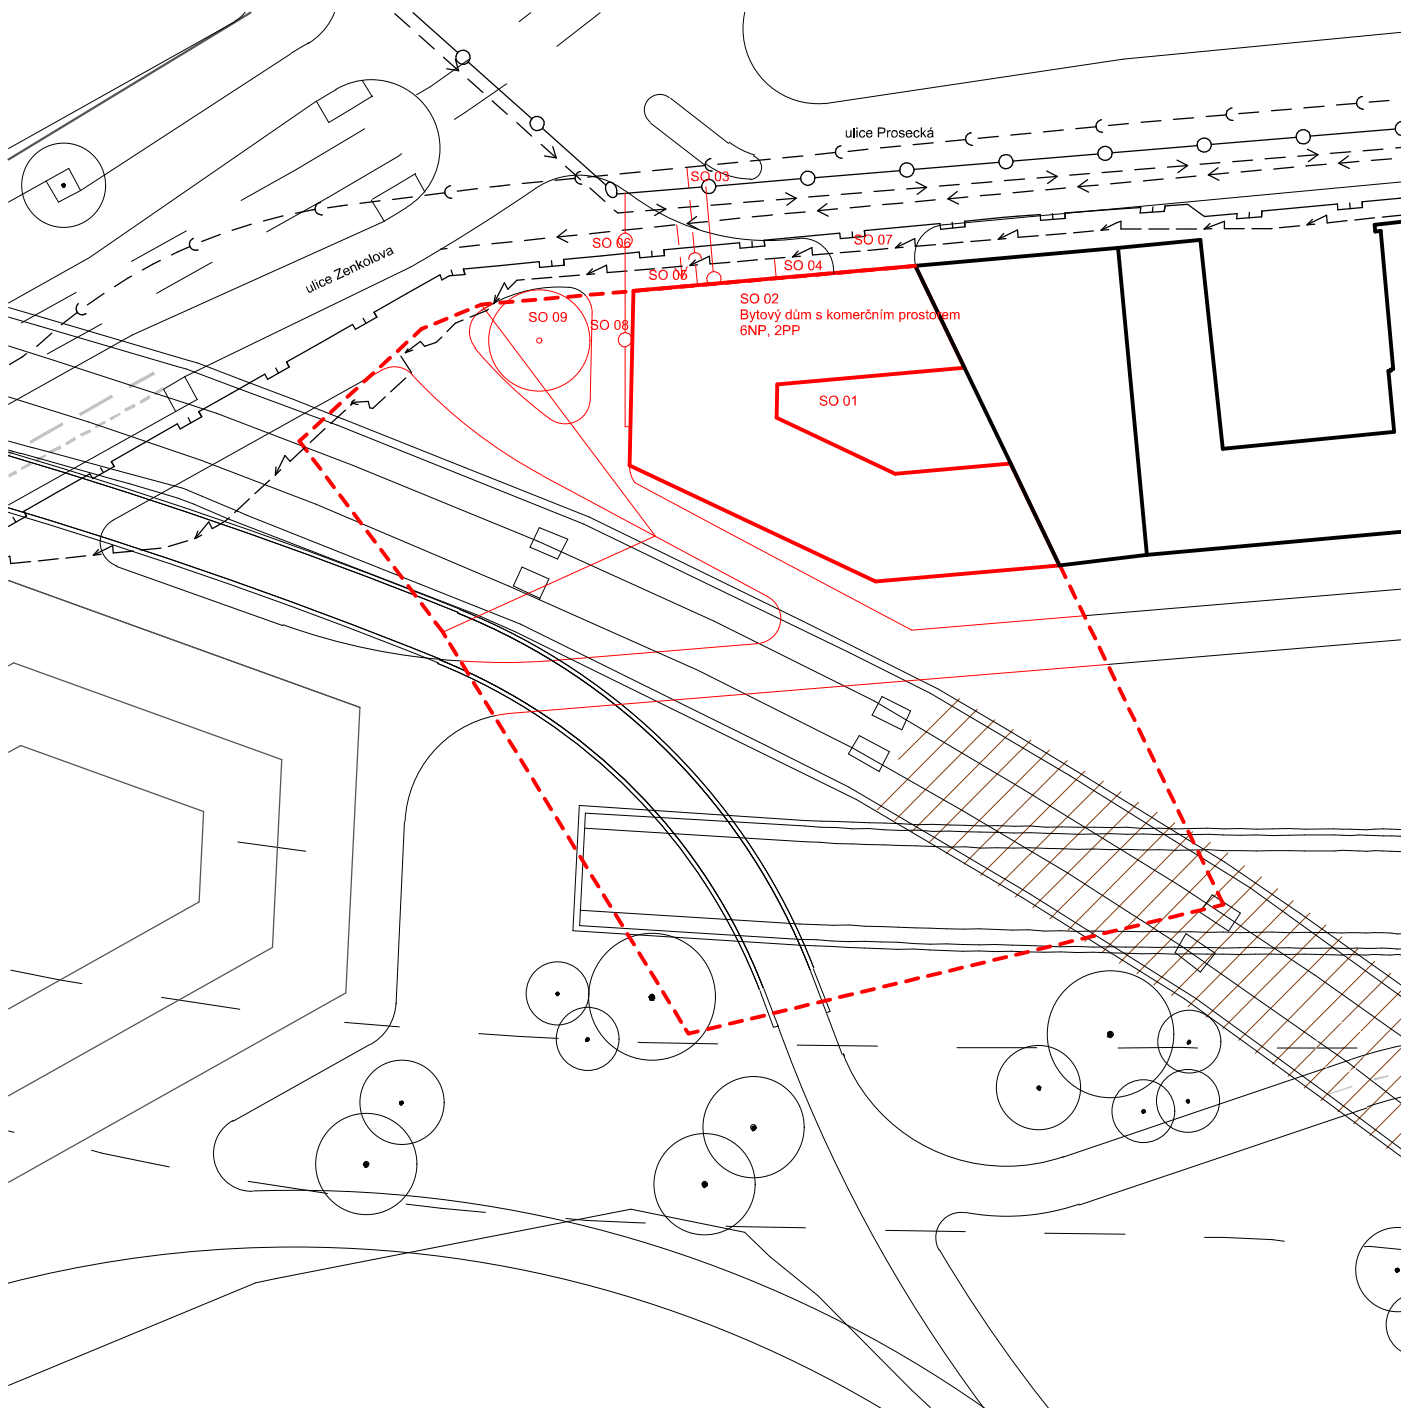 ulice Prosecká
SO 03
SO 06
SO 07
ulice Zenklova
SO 05
SO 04
SO 02
Bytový dům s komerčním prostorem
6NP, 2PP
SO 09
SO 08
SO 01